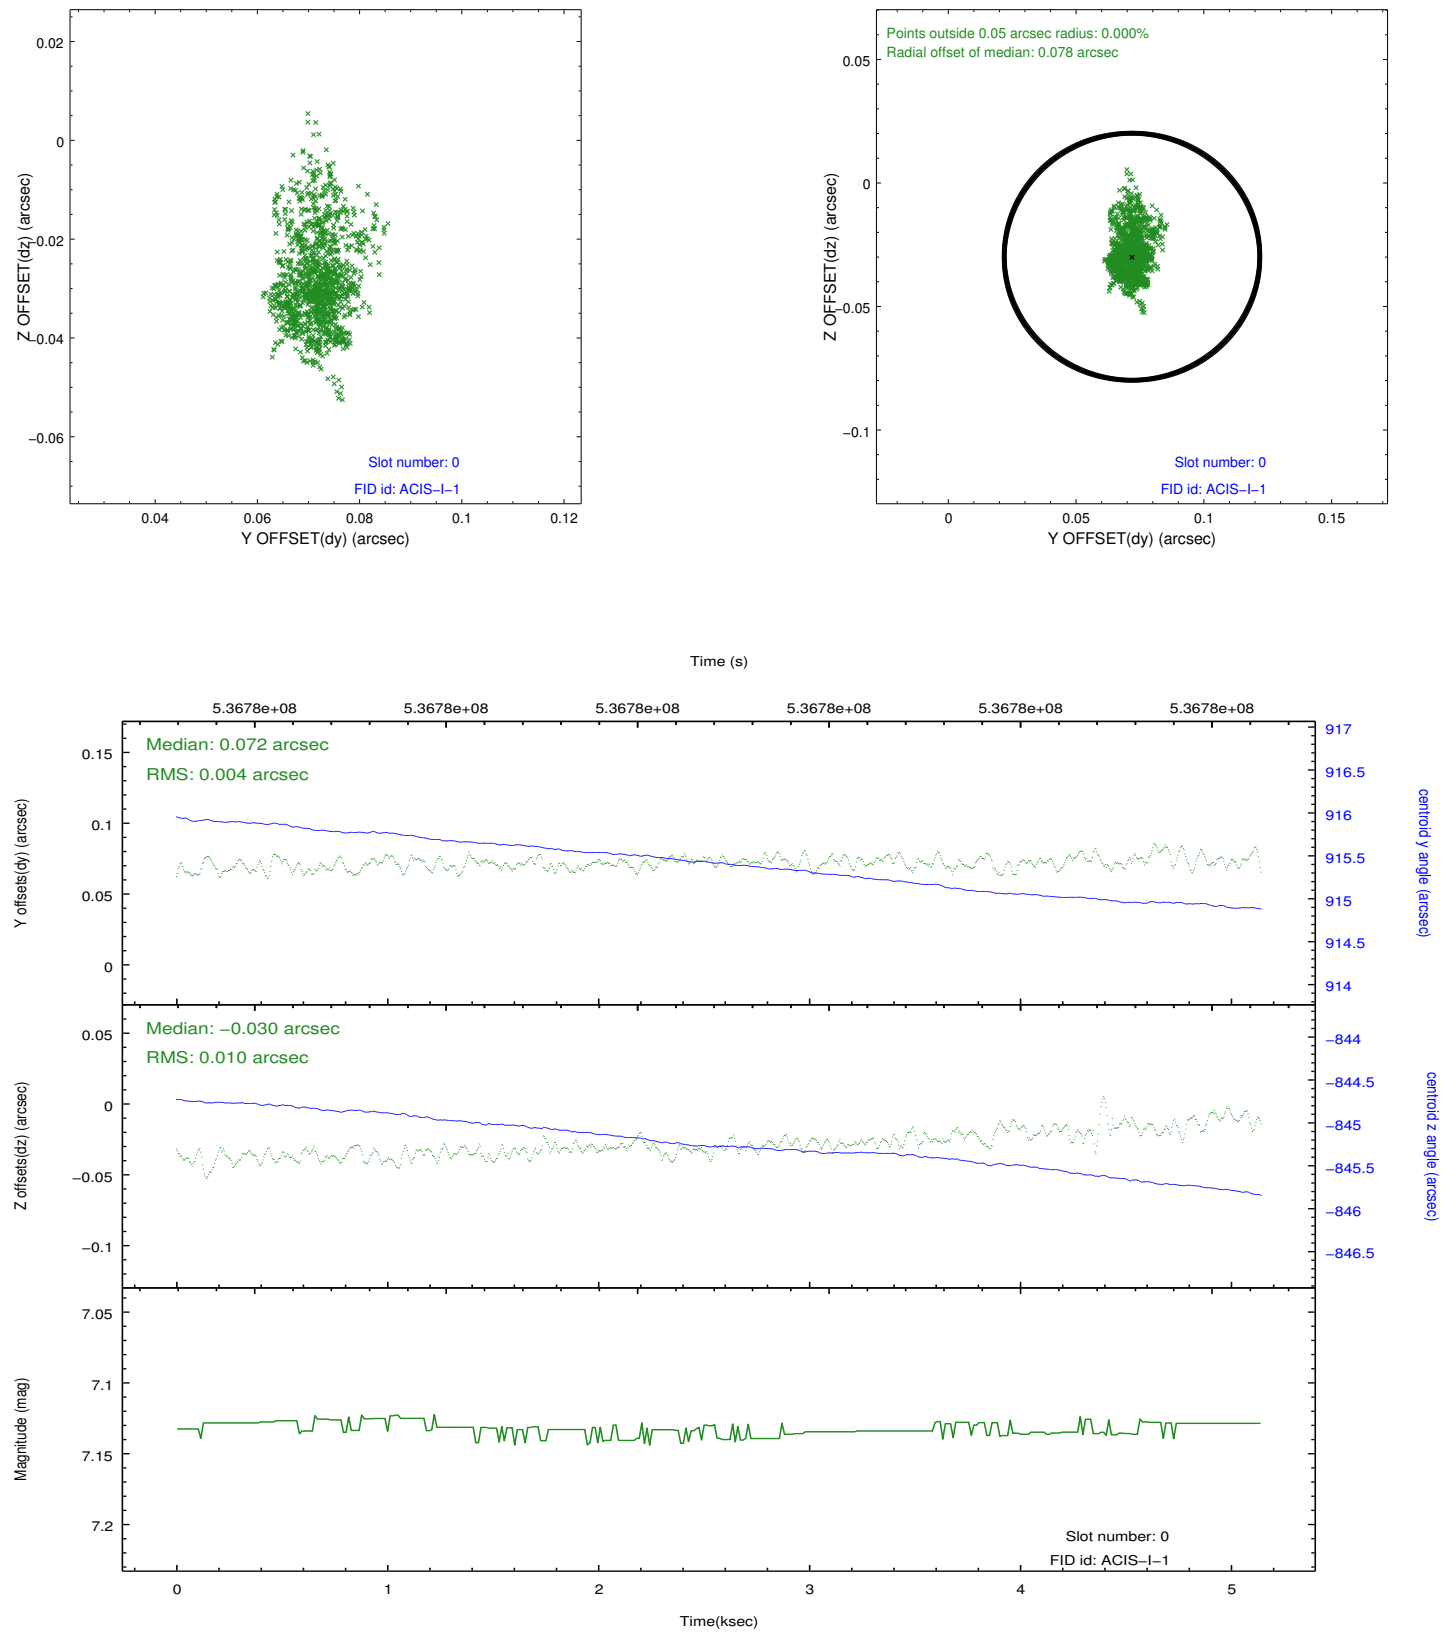 0.02
0
−0.02
−0.04
−0.06
Z OFFSET(dz) (arcsec)
Slot number: 0
FID id: ACIS−I−1
0.04 0.06 0.08 0.1 0.12
Y OFFSET(dy) (arcsec)
Points outside 0.05 arcsec radius: 0.000%
Radial offset of median: 0.078 arcsec
0.05
0
−0.05
−0.1
Z OFFSET(dz) (arcsec)
Slot number: 0
FID id: ACIS−I−1
0 0.05 0.1 0.15
Y OFFSET(dy) (arcsec)
Time (s)
5.3678e+08 5.3678e+08 5.3678e+08 5.3678e+08 5.3678e+08 5.3678e+08
Median: 0.072 arcsec
RMS: 0.004 arcsec
0.15
0.1
0.05
0
Y offsets(dy) (arcsec)
917
916.5
916
915.5
915
914.5
914
centroid y angle (arcsec)
Median: −0.030 arcsec
RMS: 0.010 arcsec
0.05
0
−0.05
−0.1
Z offsets(dz) (arcsec)
−844
−844.5
−845
−845.5
−846
−846.5
centroid z angle (arcsec)
7.05
7.1
7.15
7.2
Magnitude (mag)
Slot number: 0
FID id: ACIS−I−1
0 1 2 3 4 5
Time(ksec)